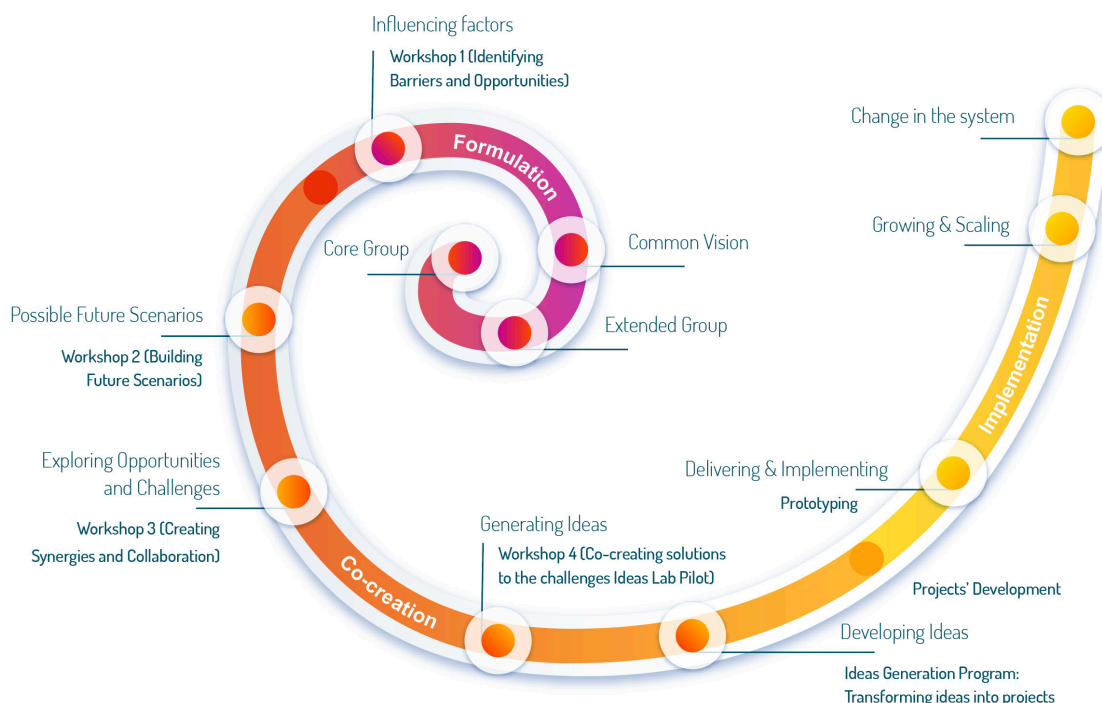 Influencing factors
Workshop 1 (Identifying
Barriers and Opportunities)
Formulation
Core Group
Common Vision
Extended Group
Possible Future Scenarios
Workshop 2 (Building
Future Scenarios)
Exploring Opportunities
and Challenges
Workshop 3 (Creating
Synergies and Collaboration)
Co-creation
Generating Ideas
Workshop 4 (Co-creating solutions
to the challenges Ideas Lab Pilot)
Developing Ideas
Ideas Generation Program:
Transforming ideas into projects
Projects’ Development
Delivering & Implementing
Prototyping
Implementation
Growing & Scaling
Change in the system